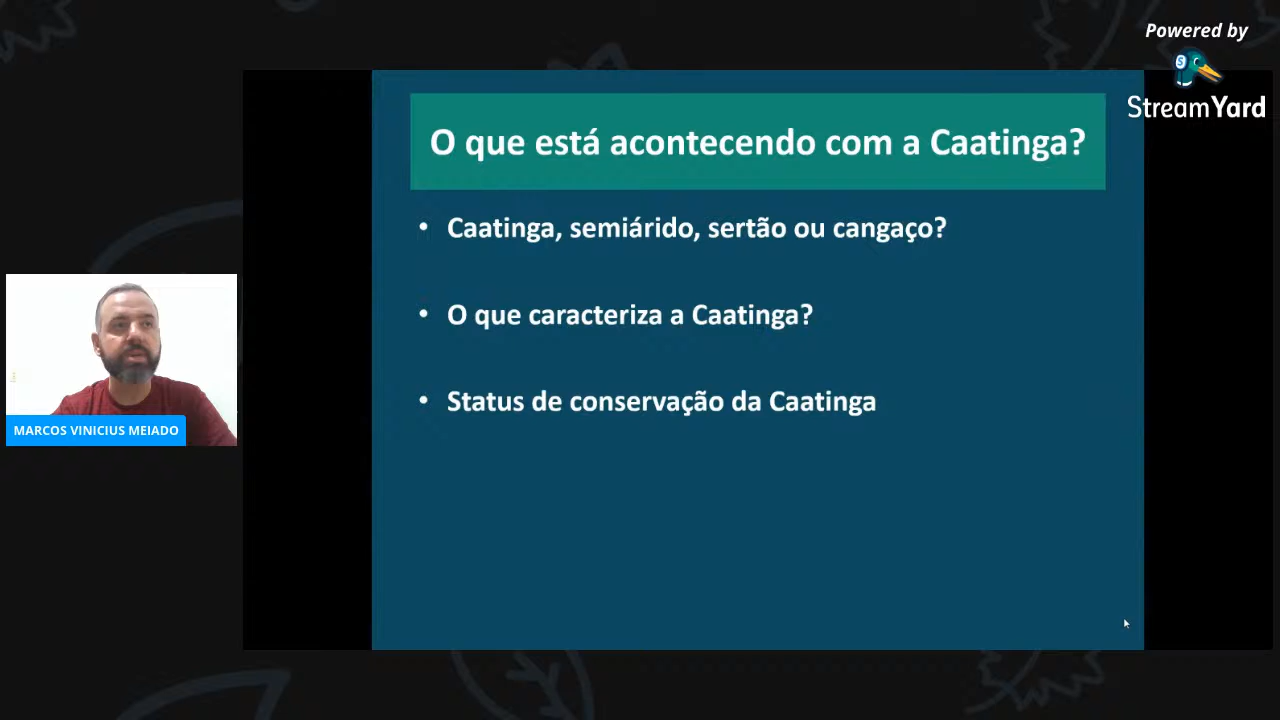 Powered by
StreamYard
O que está acontecendo com a Caatinga?
• Caatinga, semiárido, sertão ou cangaço?
• O que caracteriza a Caatinga?
• Status de conservação da Caatinga
MARCOS VINICIUS MEIADO